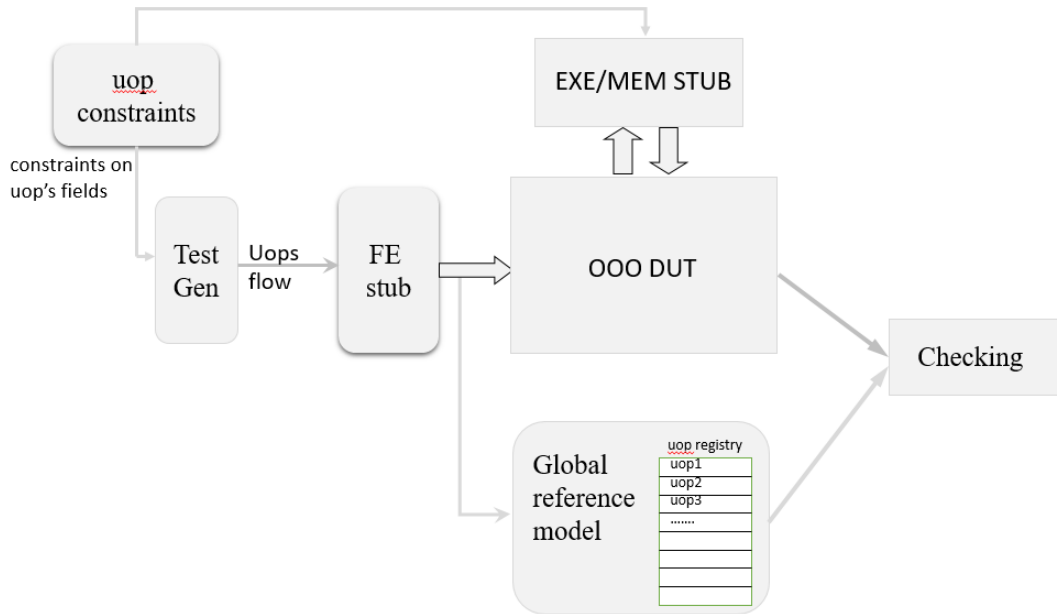 uop
constraints
EXE/MEM STUB
constraints on
uop's fields
Test
Gen
Uops
flow
FE
stub
OOO DUT
Checking
Global
reference
model
uop registry
uop1
uop2
uop3
.......